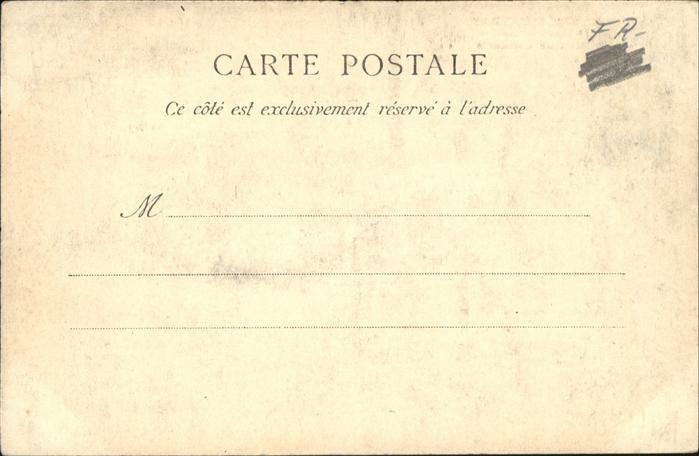 FR-
CARTE POSTALE
Ce côté est exclusivement réservé à l'adresse
M